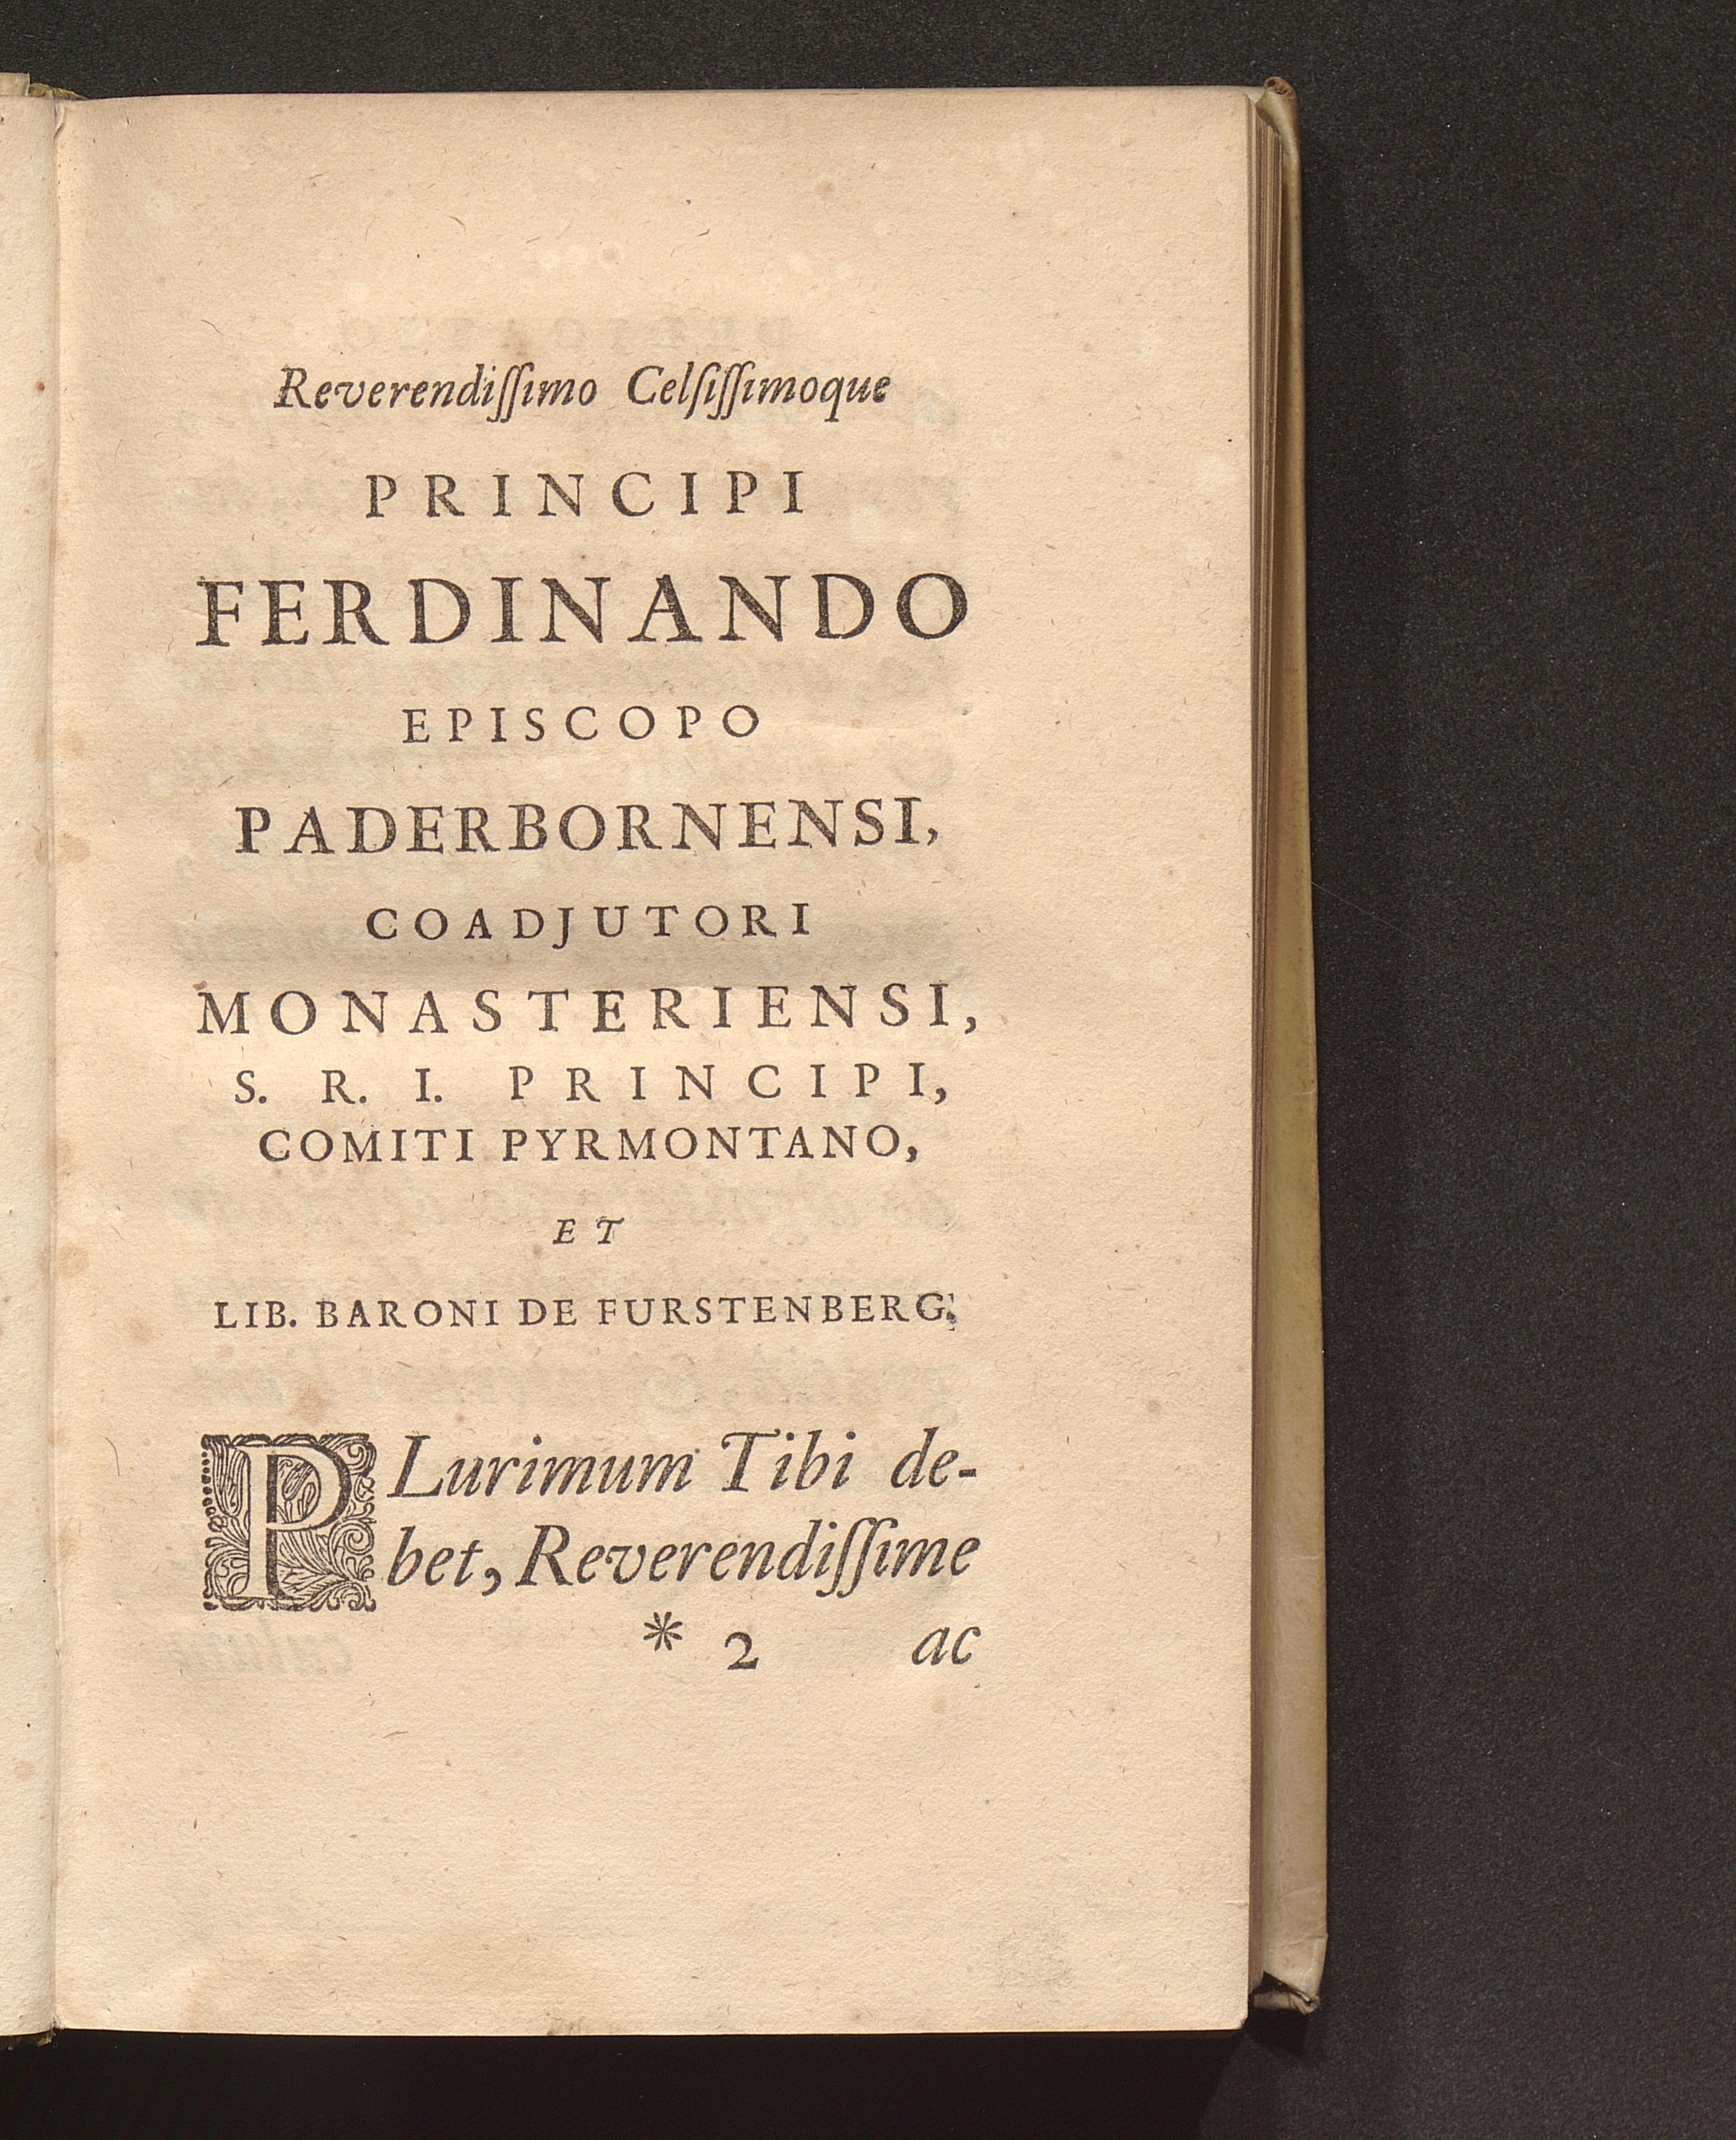 Reverendiſſimo Celſiſſimoque
PRINCIPI
FERDINANDO
EPISCOPO
PADERBORNENSI,
COADJUTORI
MONASTERIENSI,
S. R. I. PRINCIPI,
COMITI PYRMONTANO,
ET
LIB. BARONI DE FURSTENBERG.
PLurimum Tibi de-
bet, Reverendiſſime
* 2 ac